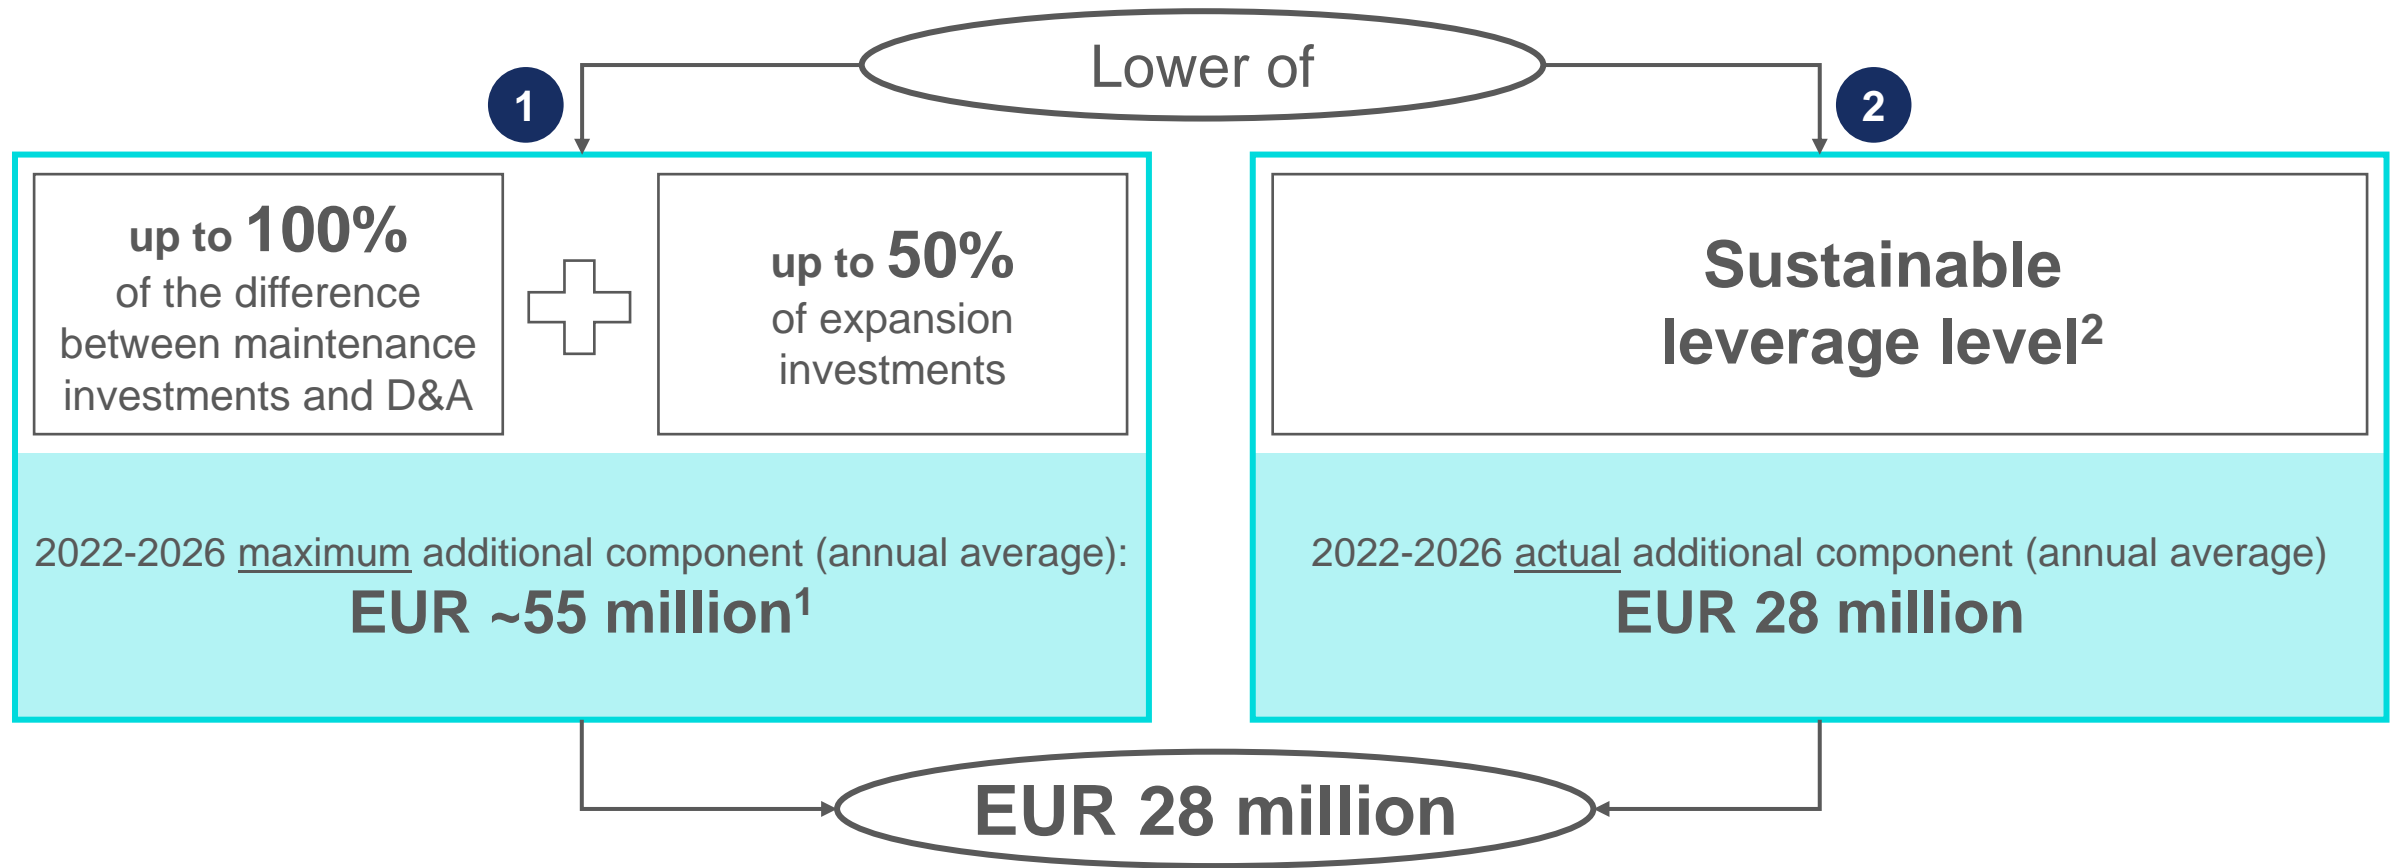 Lower of
1
2
up to 100%
of the difference
between maintenance
investments and D&A
up to 50%
of expansion
investments
Sustainable
leverage level²
2022-2026 maximum additional component (annual average):
EUR ~55 million¹
2022-2026 actual additional component (annual average)
EUR 28 million
EUR 28 million